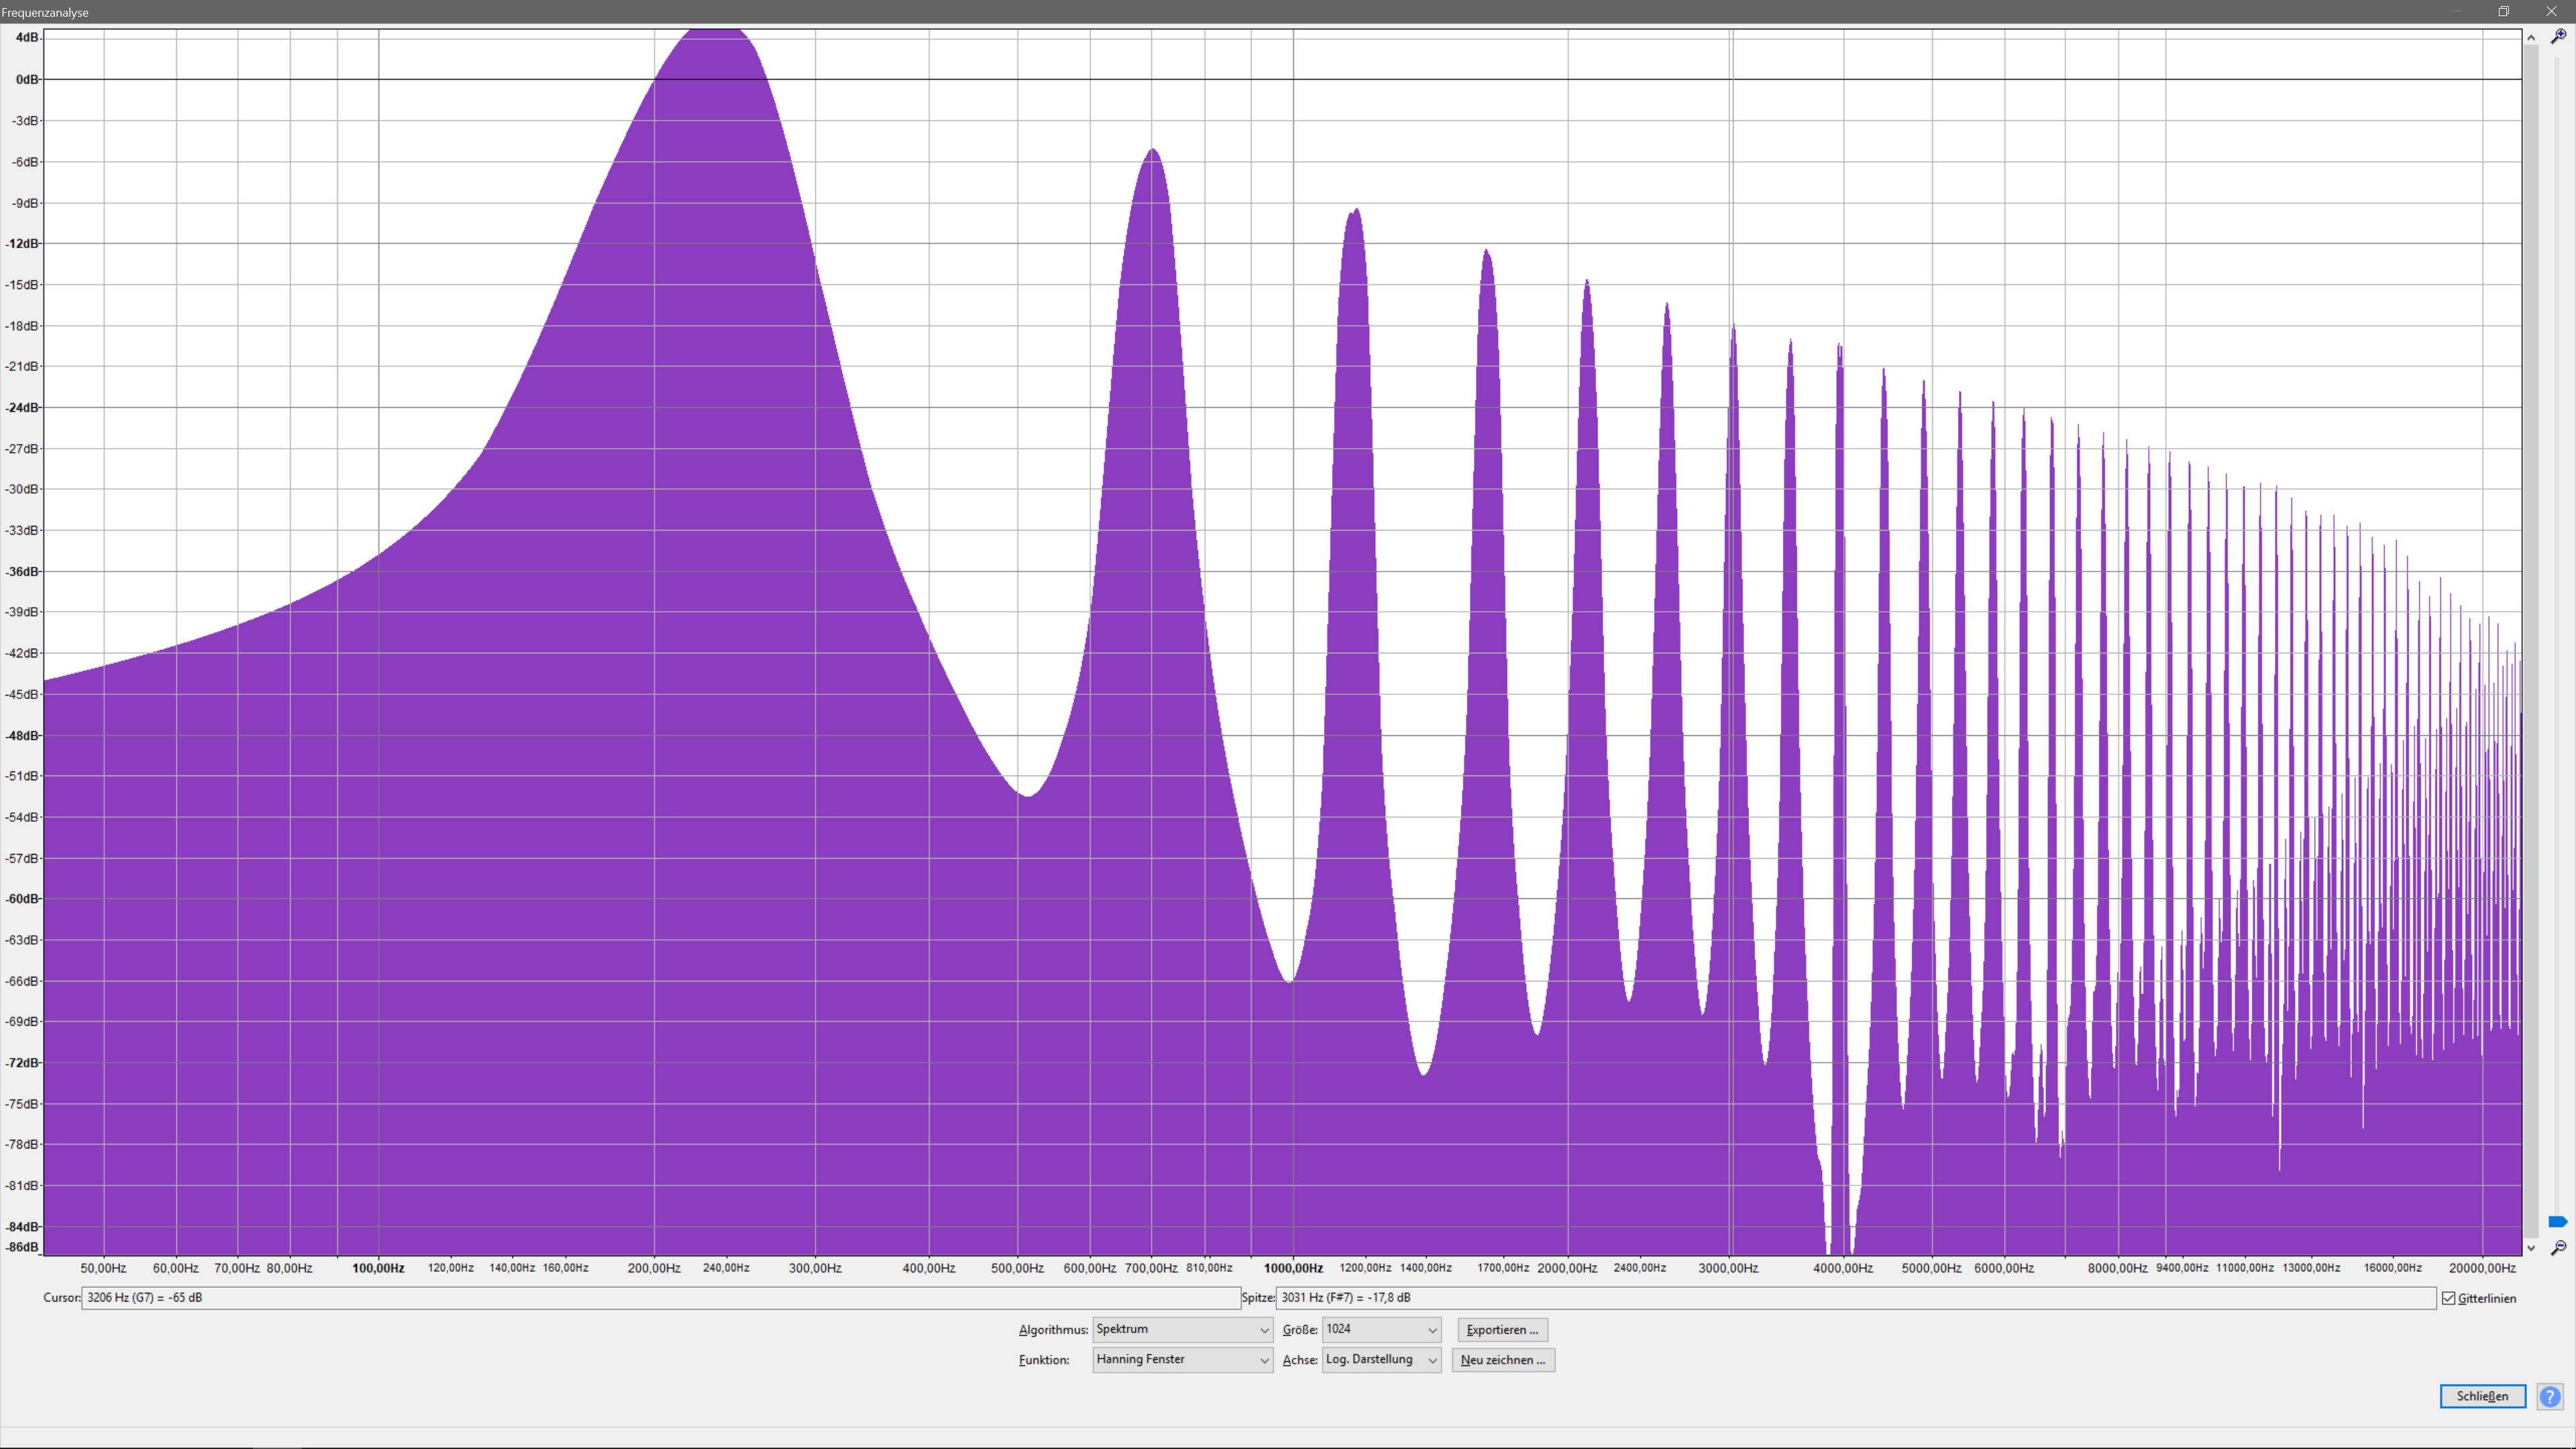 Frequenzanalyse
4dB
0dB
-3dB
-6dB
-9dB
-12dB
-15dB
-18dB
-21dB
-24dB
-27dB
-30dB
-33dB
-36dB
-39dB
-42dB
-45dB
-48dB
-51dB
-54dB
-57dB
-60dB
-63dB
-66dB
-69dB
-72dB
-75dB
-78dB
-81dB
-84dB
-86dB
50,00Hz 60,00Hz 70,00Hz 80,00Hz 100,00Hz 120,00Hz 140,00Hz 160,00Hz 200,00Hz 240,00Hz 300,00Hz 400,00Hz 500,00Hz 600,00Hz 700,00Hz 810,00Hz 1000,00Hz 1200,00Hz 1400,00Hz 1700,00Hz 2000,00Hz 2400,00Hz 3000,00Hz 4000,00Hz 5000,00Hz 6000,00Hz 8000,00Hz 9400,00Hz 11000,00Hz 13000,00Hz 16000,00Hz 20000,00Hz
Cursor: 3206 Hz (G7) = -65 dB Spitze: 3031 Hz (F#7) = -17,8 dB Gitterlinien
Algorithmus: Spektrum Größe: 1024 Exportieren ...
Funktion: Hanning Fenster Achse: Log. Darstellung Neu zeichnen ...
Schließen ?